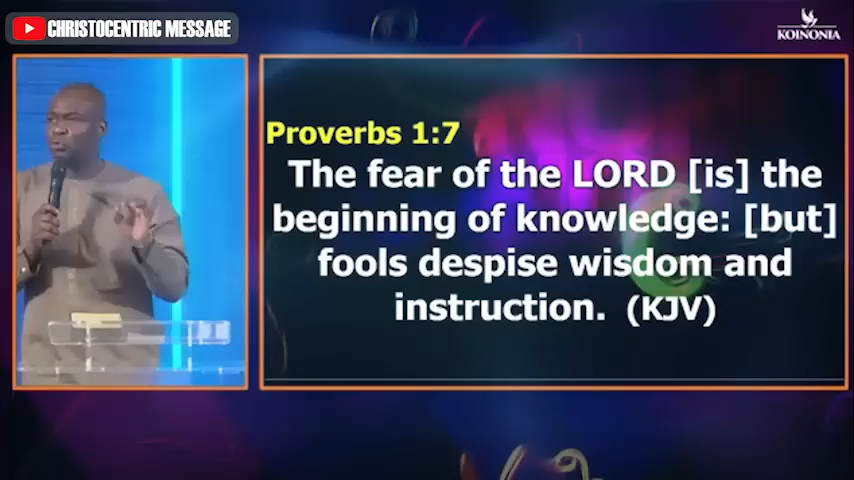 CHRISTOCENTRIC MESSAGE
KOINONIA
Proverbs 1:7
The fear of the LORD [is] the
beginning of knowledge: [but]
fools despise wisdom and
instruction. (KJV)